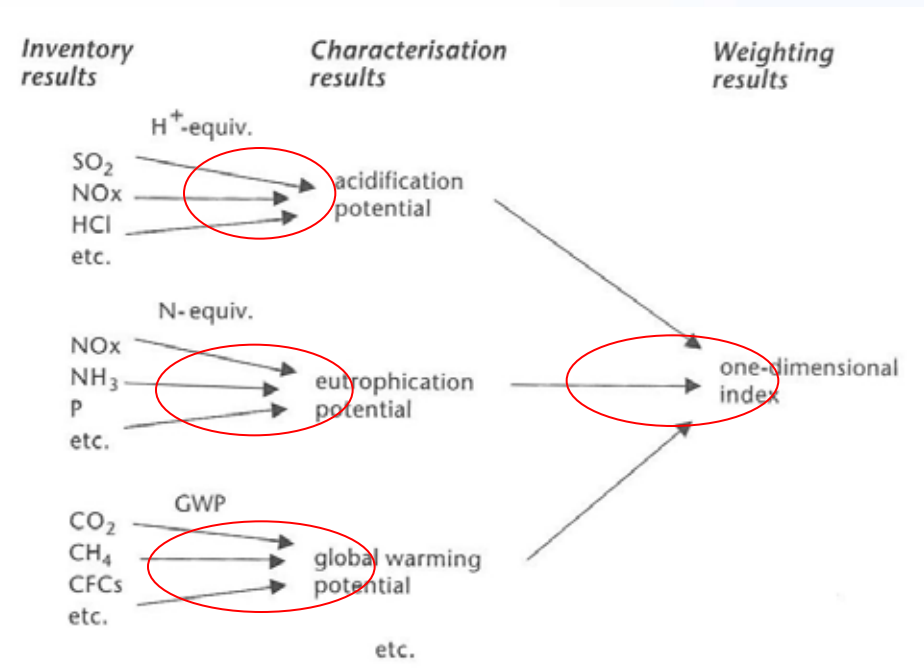 Inventory
results
Characterisation
results
Weighting
results
H⁺-equiv.
SO₂
NOx
HCl
etc.
acidification
potential
N-equiv.
NOx
NH₃
P
etc.
eutrophication
potential
one-dimensional
index
GWP
CO₂
CH₄
CFCs
etc.
global warming
potential
etc.